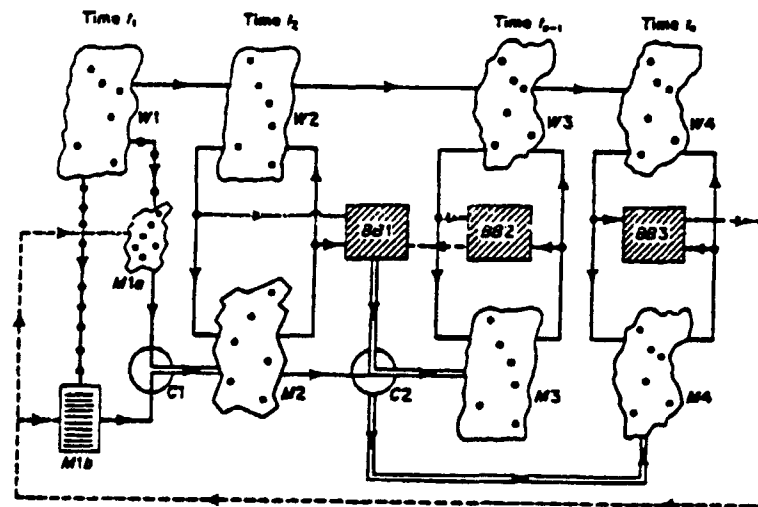 Time t₁ Time t₂ Time tₙ₋₁ Time tₙ
W1 W2 W3 W4
BB1 BB2 BB3
M1a
C1 M2 C2 M3 M4
M1b